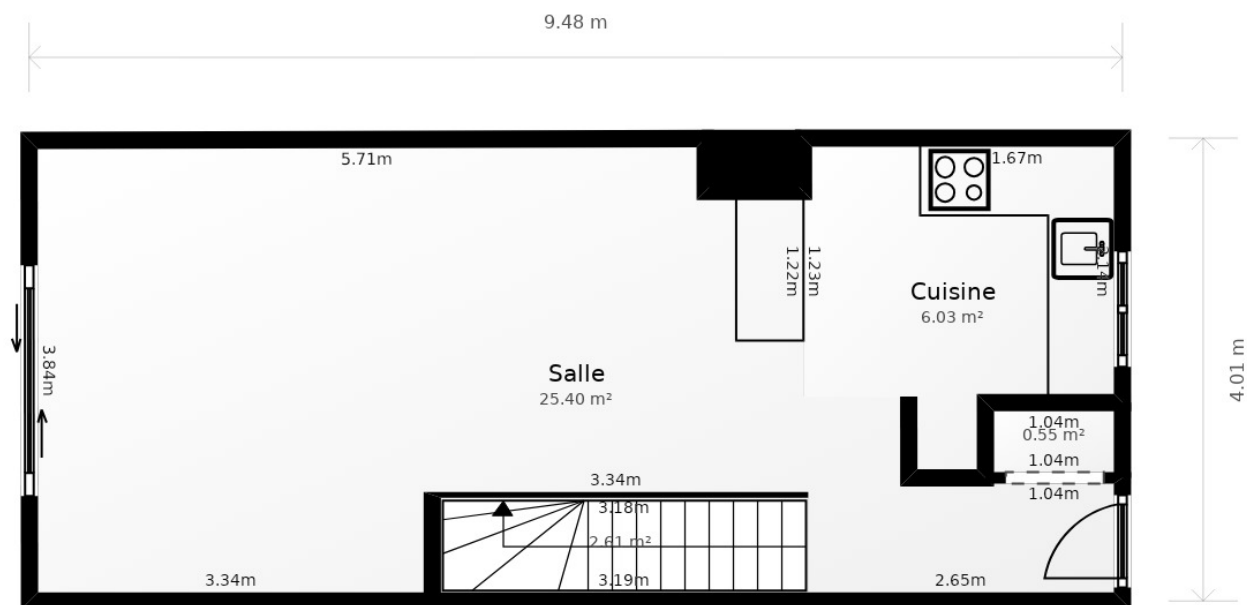 9.48 m
5.71m
1.67m
1.22m
1.23m
Cuisine
6.03 m²
4.01 m
3.84m
Salle
25.40 m²
1.04m
0.55 m²
1.04m
1.04m
3.34m
3.18m
2.61 m²
3.34m
3.19m
2.65m